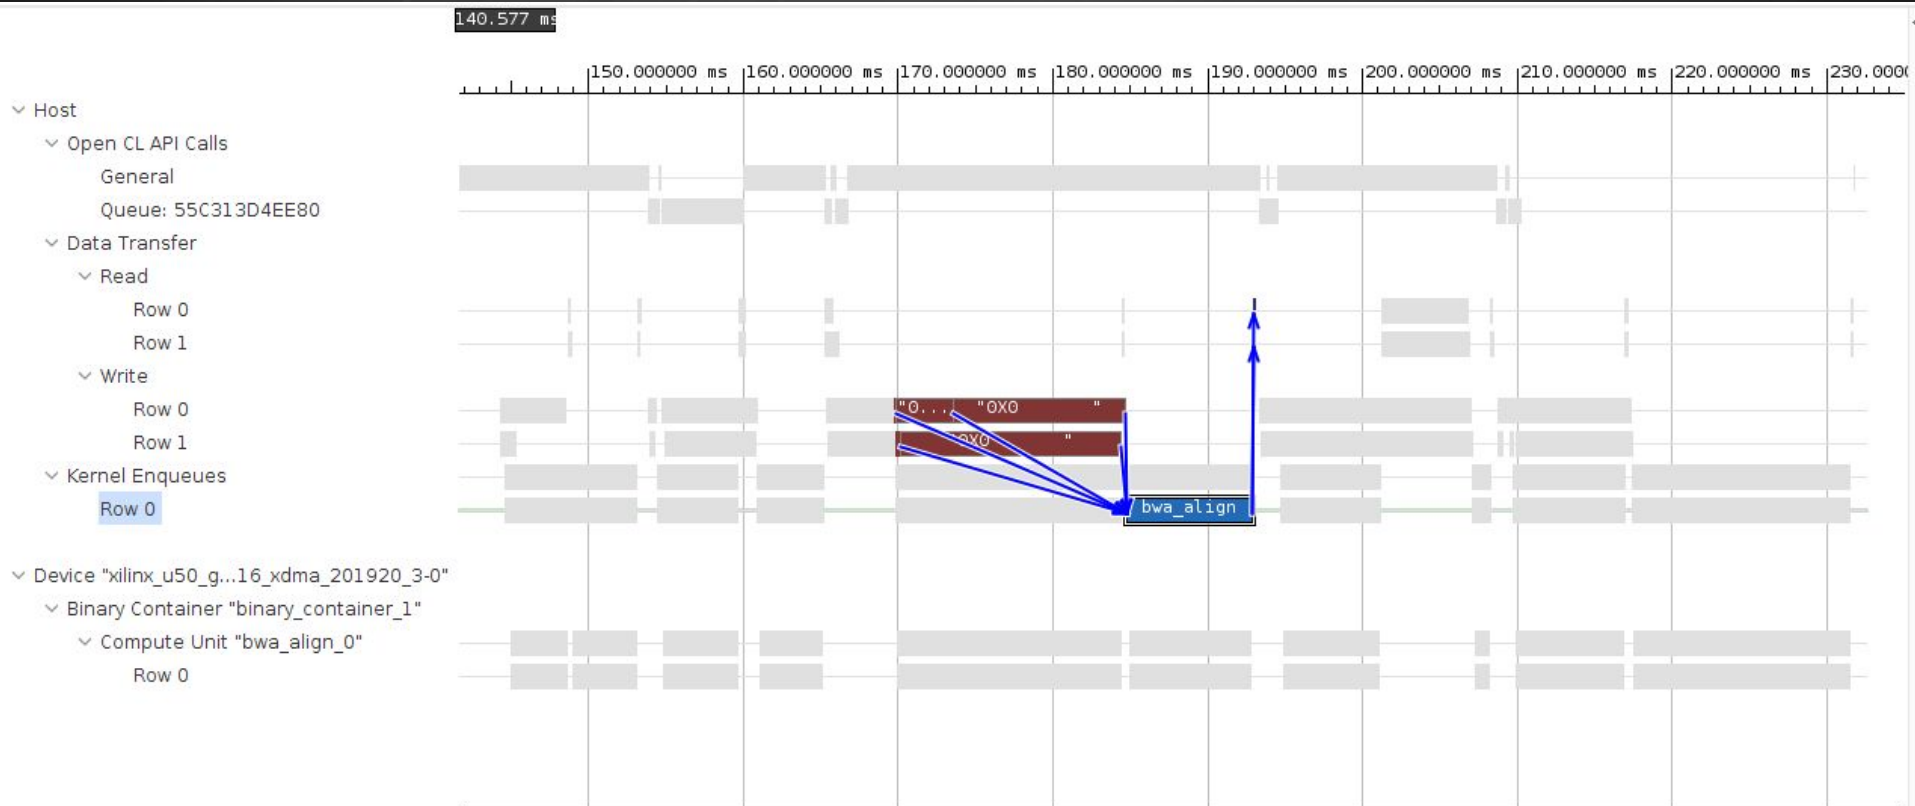 140.577 ms
150.000000 ms 160.000000 ms 170.000000 ms 180.000000 ms 190.000000 ms 200.000000 ms 210.000000 ms 220.000000 ms 230.0000
Host
Open CL API Calls
General
Queue: 55C313D4EE80
Data Transfer
Read
Row 0
Row 1
Write
Row 0 "0... "0X0 "
Row 1 0X0 "
Kernel Enqueues
Row 0 bwa_align
Device "xilinx_u50_g...16_xdma_201920_3-0"
Binary Container "binary_container_1"
Compute Unit "bwa_align_0"
Row 0